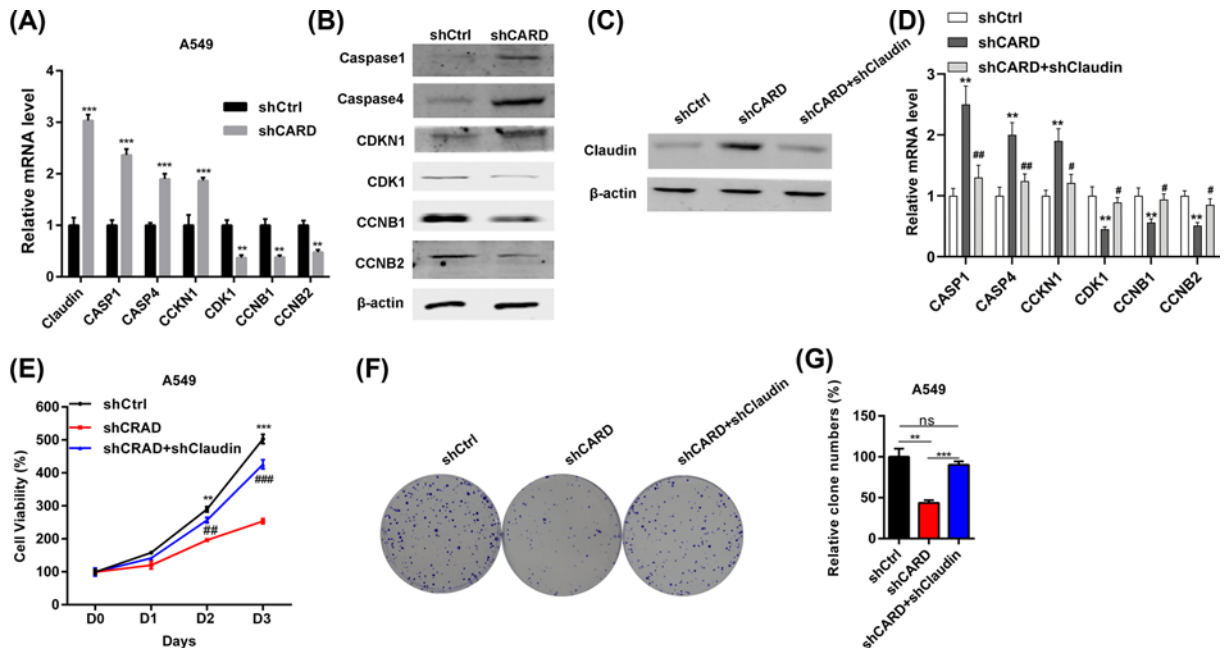 (A)
A549
Relative mRNA level
4
3
2
1
0
shCtrl
shCARD
***
***
***
***
**
**
**
Claudin
CASP1
CASP4
CCKN1
CDK1
CCNB1
CCNB2
(B)
shCtrl shCARD
Caspase1
Caspase4
CDKN1
CDK1
CCNB1
CCNB2
β-actin
(C)
shCtrl
shCARD
shCARD+shClaudin
Claudin
β-actin
(D)
shCtrl
shCARD
shCARD+shClaudin
Relative mRNA level
3
2
1
0
**
##
**
##
**
#
**
#
**
#
**
#
CASP1
CASP4
CCKN1
CDK1
CCNB1
CCNB2
(E)
A549
Cell Viability (%)
600
500
400
300
200
100
0
shCtrl
shCRAD
shCRAD+shClaudin
**
##
***
###
D0
D1
D2
D3
Days
(F)
shCtrl
shCARD
shCARD+shClaudin
(G)
A549
Relative clone numbers (%)
150
100
50
0
ns
**
***
shCtrl
shCARD
shCARD+shClaudin